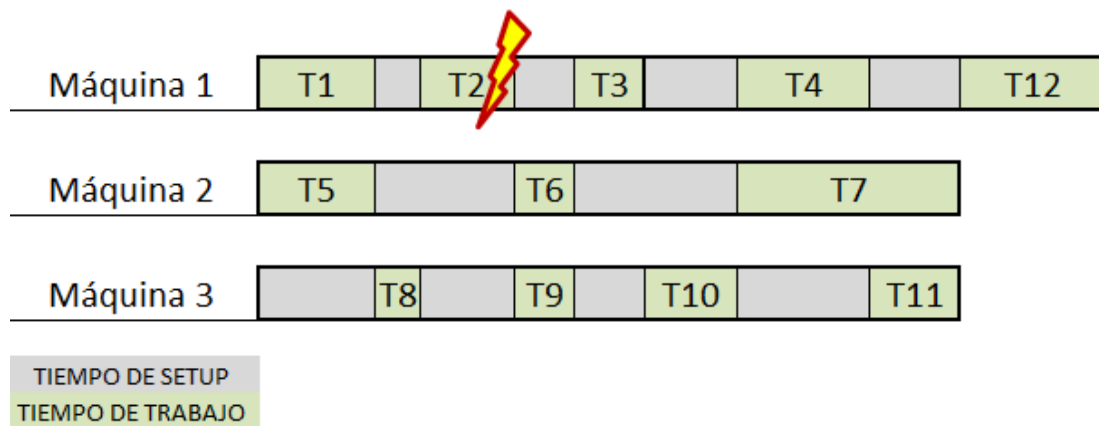 Máquina 1 T1 T2 T3 T4 T12
Máquina 2 T5 T6 T7
Máquina 3 T8 T9 T10 T11
TIEMPO DE SETUP
TIEMPO DE TRABAJO